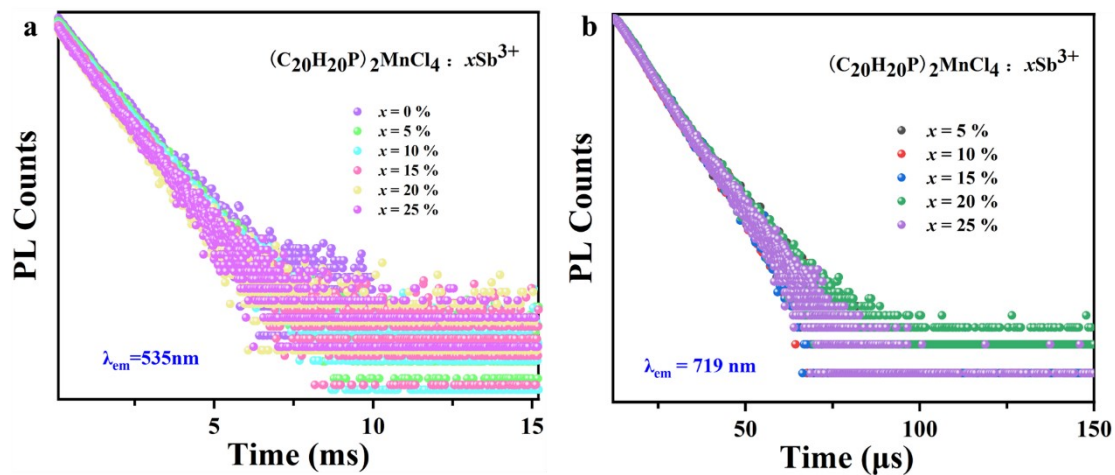 a
(C20H20P)2MnCl4 : xSb3+
x = 0 %
x = 5 %
x = 10 %
x = 15 %
x = 20 %
x = 25 %
λem=535nm
PL Counts
5
10
15
Time (ms)
b
(C20H20P)2MnCl4 : xSb3+
x = 5 %
x = 10 %
x = 15 %
x = 20 %
x = 25 %
λem = 719 nm
PL Counts
50
100
150
Time (μs)